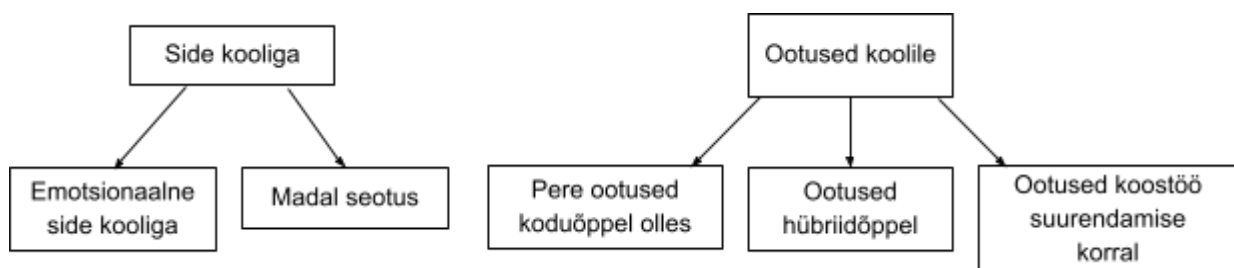 Side kooliga
Emotsionaalne
side kooliga
Madal seotus
Ootused koolile
Pere ootused
koduõppel olles
Ootused
hübriidõppel
Ootused koostöö
suurendamise
korral